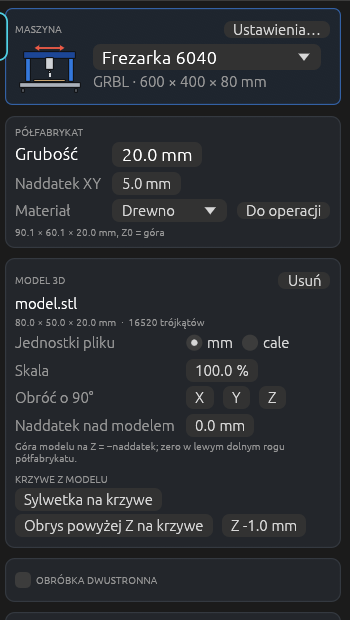 MASZYNA
Ustawienia...
Frezarka 6040
GRBL · 600 × 400 × 80 mm
PÓŁFABRYKAT
Grubość 20.0 mm
Naddatek XY 5.0 mm
Materiał Drewno Do operacji
90.1 × 60.1 × 20.0 mm, Z0 = góra
MODEL 3D Usuń
model.stl
80.0 × 50.0 × 20.0 mm · 16520 trójkątów
Jednostki pliku mm cale
Skala 100.0 %
Obróć o 90° X Y Z
Naddatek nad modelem 0.0 mm
Góra modelu na Z = −naddatek; zero w lewym dolnym rogu
półfabrykatu.
KRZYWE Z MODELU
Sylwetka na krzywe
Obrys powyżej Z na krzywe Z -1.0 mm
OBRÓBKA DWUSTRONNA